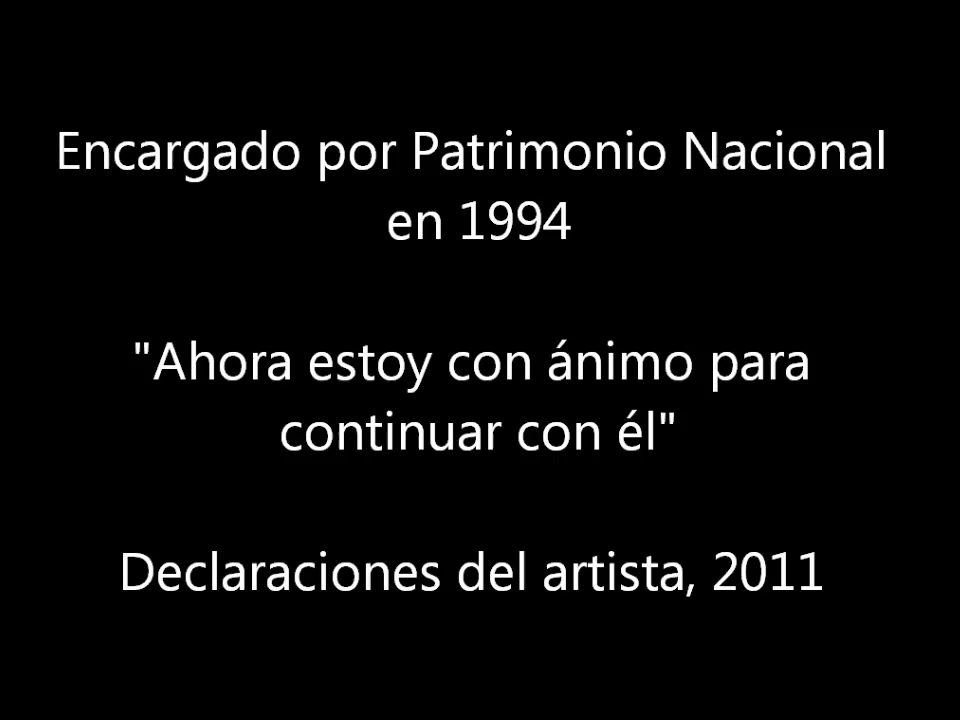 Encargado por Patrimonio Nacional
en 1994
"Ahora estoy con ánimo para
continuar con él"
Declaraciones del artista, 2011